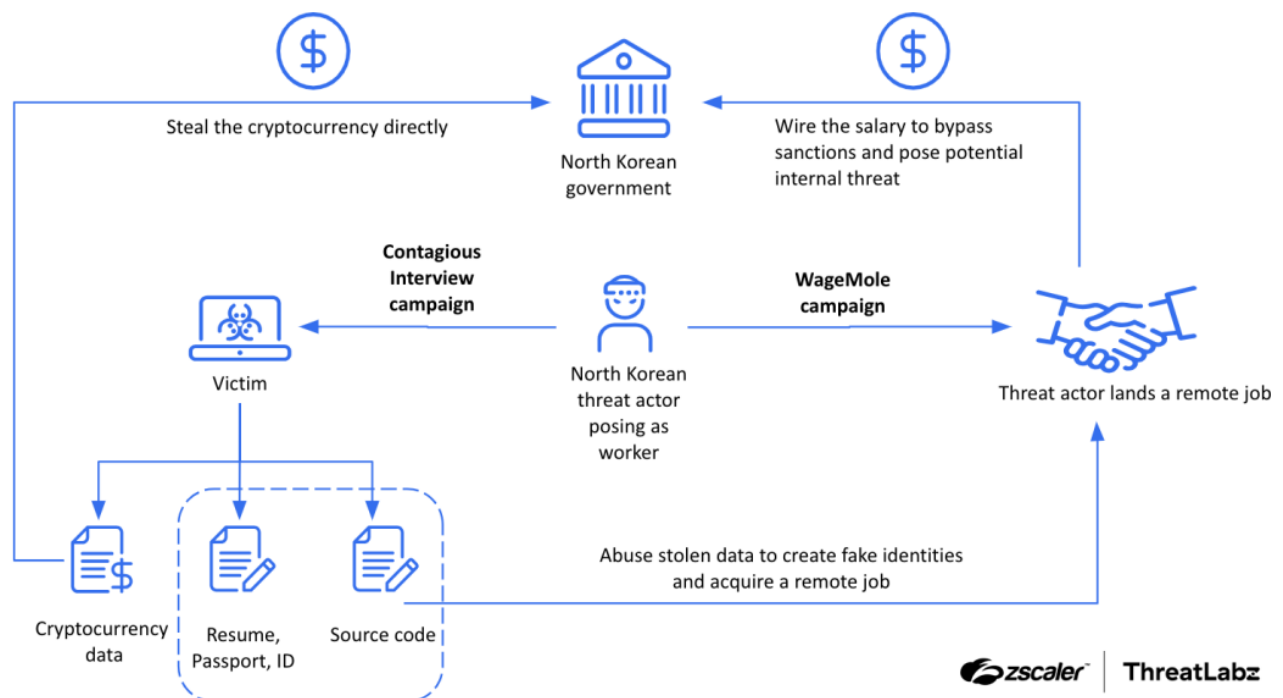 Steal the cryptocurrency directly
North Korean
government
Wire the salary to bypass
sanctions and pose potential
internal threat
Contagious
Interview
campaign
WageMole
campaign
Victim
North Korean
threat actor
posing as
worker
Threat actor lands a remote job
Abuse stolen data to create fake identities
and acquire a remote job
Cryptocurrency
data
Resume,
Passport, ID
Source code
zscaler™ | ThreatLabz